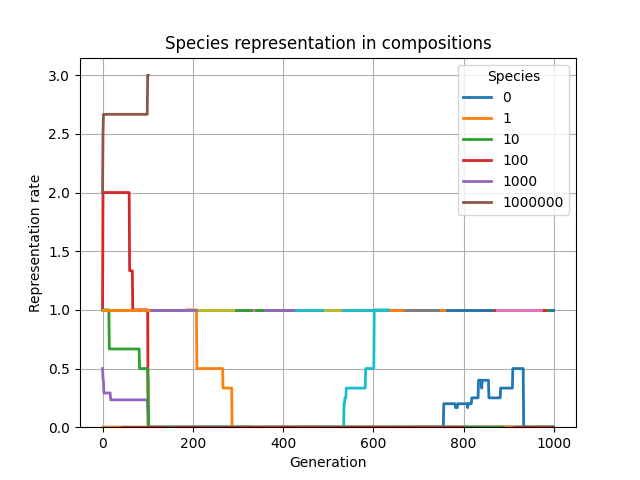 Species representation in compositions
3.0
2.5
2.0
1.5
1.0
0.5
0.0
Representation rate
0 200 400 600 800 1000
Generation
Species
0
1
10
100
1000
1000000